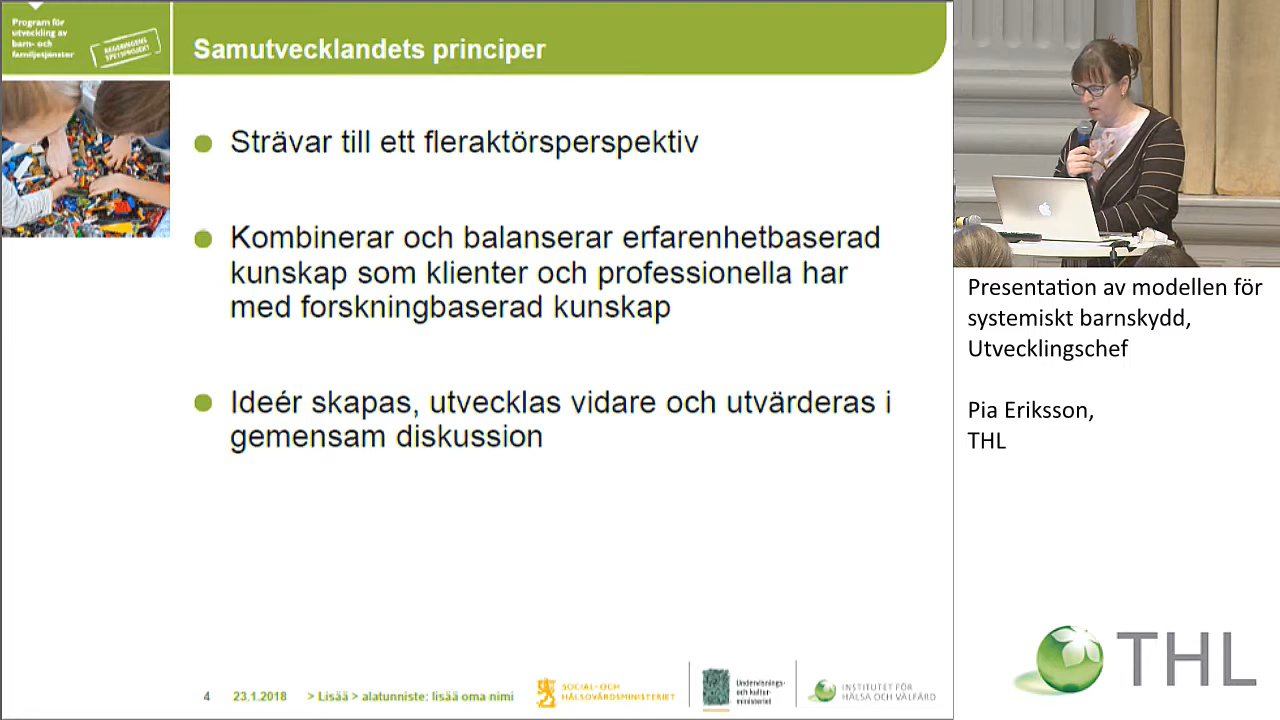 Program för
utveckling av
barn- och
familjetjänster
REGERINGENS
SPETSPROJEKT
Samutvecklandets principer
Strävar till ett fleraktörsperspektiv
Kombinerar och balanserar erfarenhetbaserad
kunskap som klienter och professionella har
med forskningbaserad kunskap
Ideér skapas, utvecklas vidare och utvärderas i
gemensam diskussion
4 23.1.2018 > Lisää > alatunniste: lisää oma nimi
SOCIAL- OCH
HÄLSOVÅRDSMINISTERIET
Undervisnings-
och kultur-
ministeriet
INSTITUTET FÖR
HÄLSA OCH VÄLFÄRD
Presentation av modellen för
systemiskt barnskydd,
Utvecklingschef
Pia Eriksson,
THL
THL